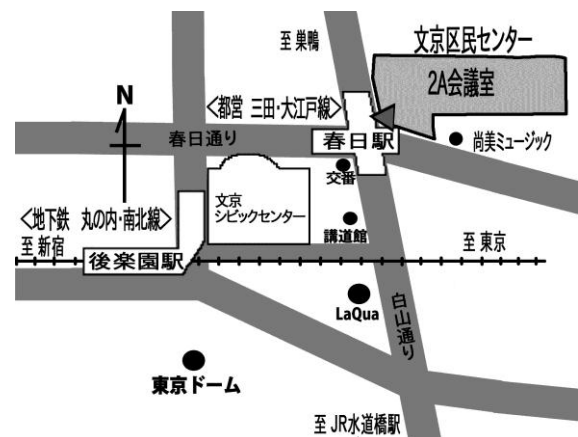 至 巣鴨
文京区民センター
2A会議室
N
<都営 三田・大江戸線>
春日通り
春日駅
尚美ミュージック
交番
文京
シビックセンター
<地下鉄 丸の内・南北線>
至 新宿
講道館
至 東京
後楽園駅
LaQua
白山通り
東京ドーム
至 JR水道橋駅